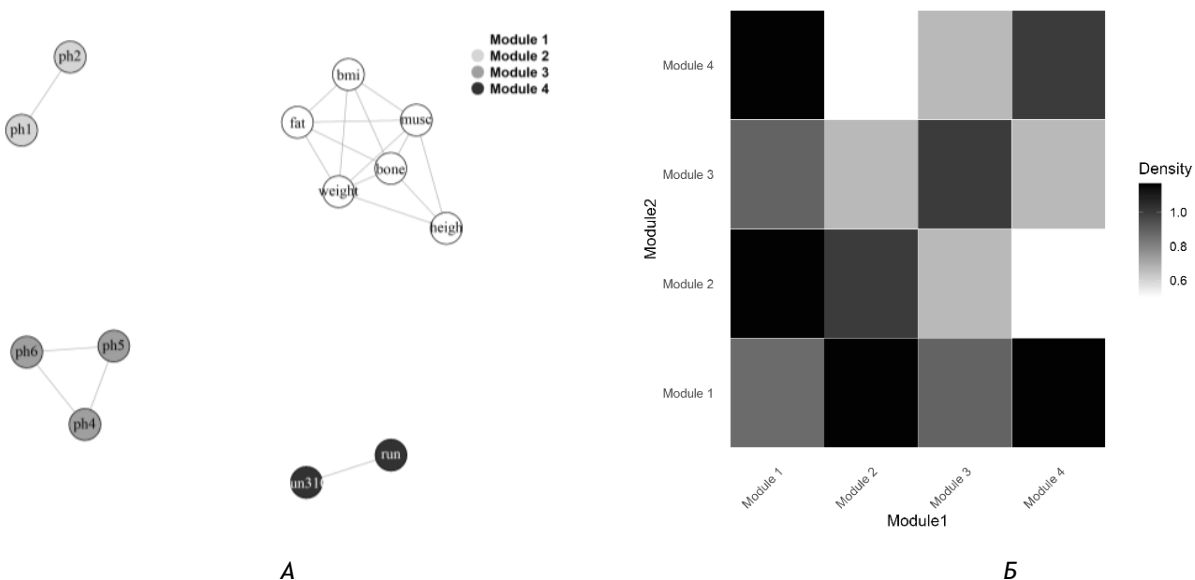 ph2
ph1
Module 1
Module 2
Module 3
Module 4
bmi
fat
musc
bone
weight
heigh
ph6
ph5
ph4
run
un310
А
Module2
Module 4
Module 3
Module 2
Module 1
Module 1
Module 2
Module 3
Module 4
Module1
Density
1.0
0.8
0.6
Б